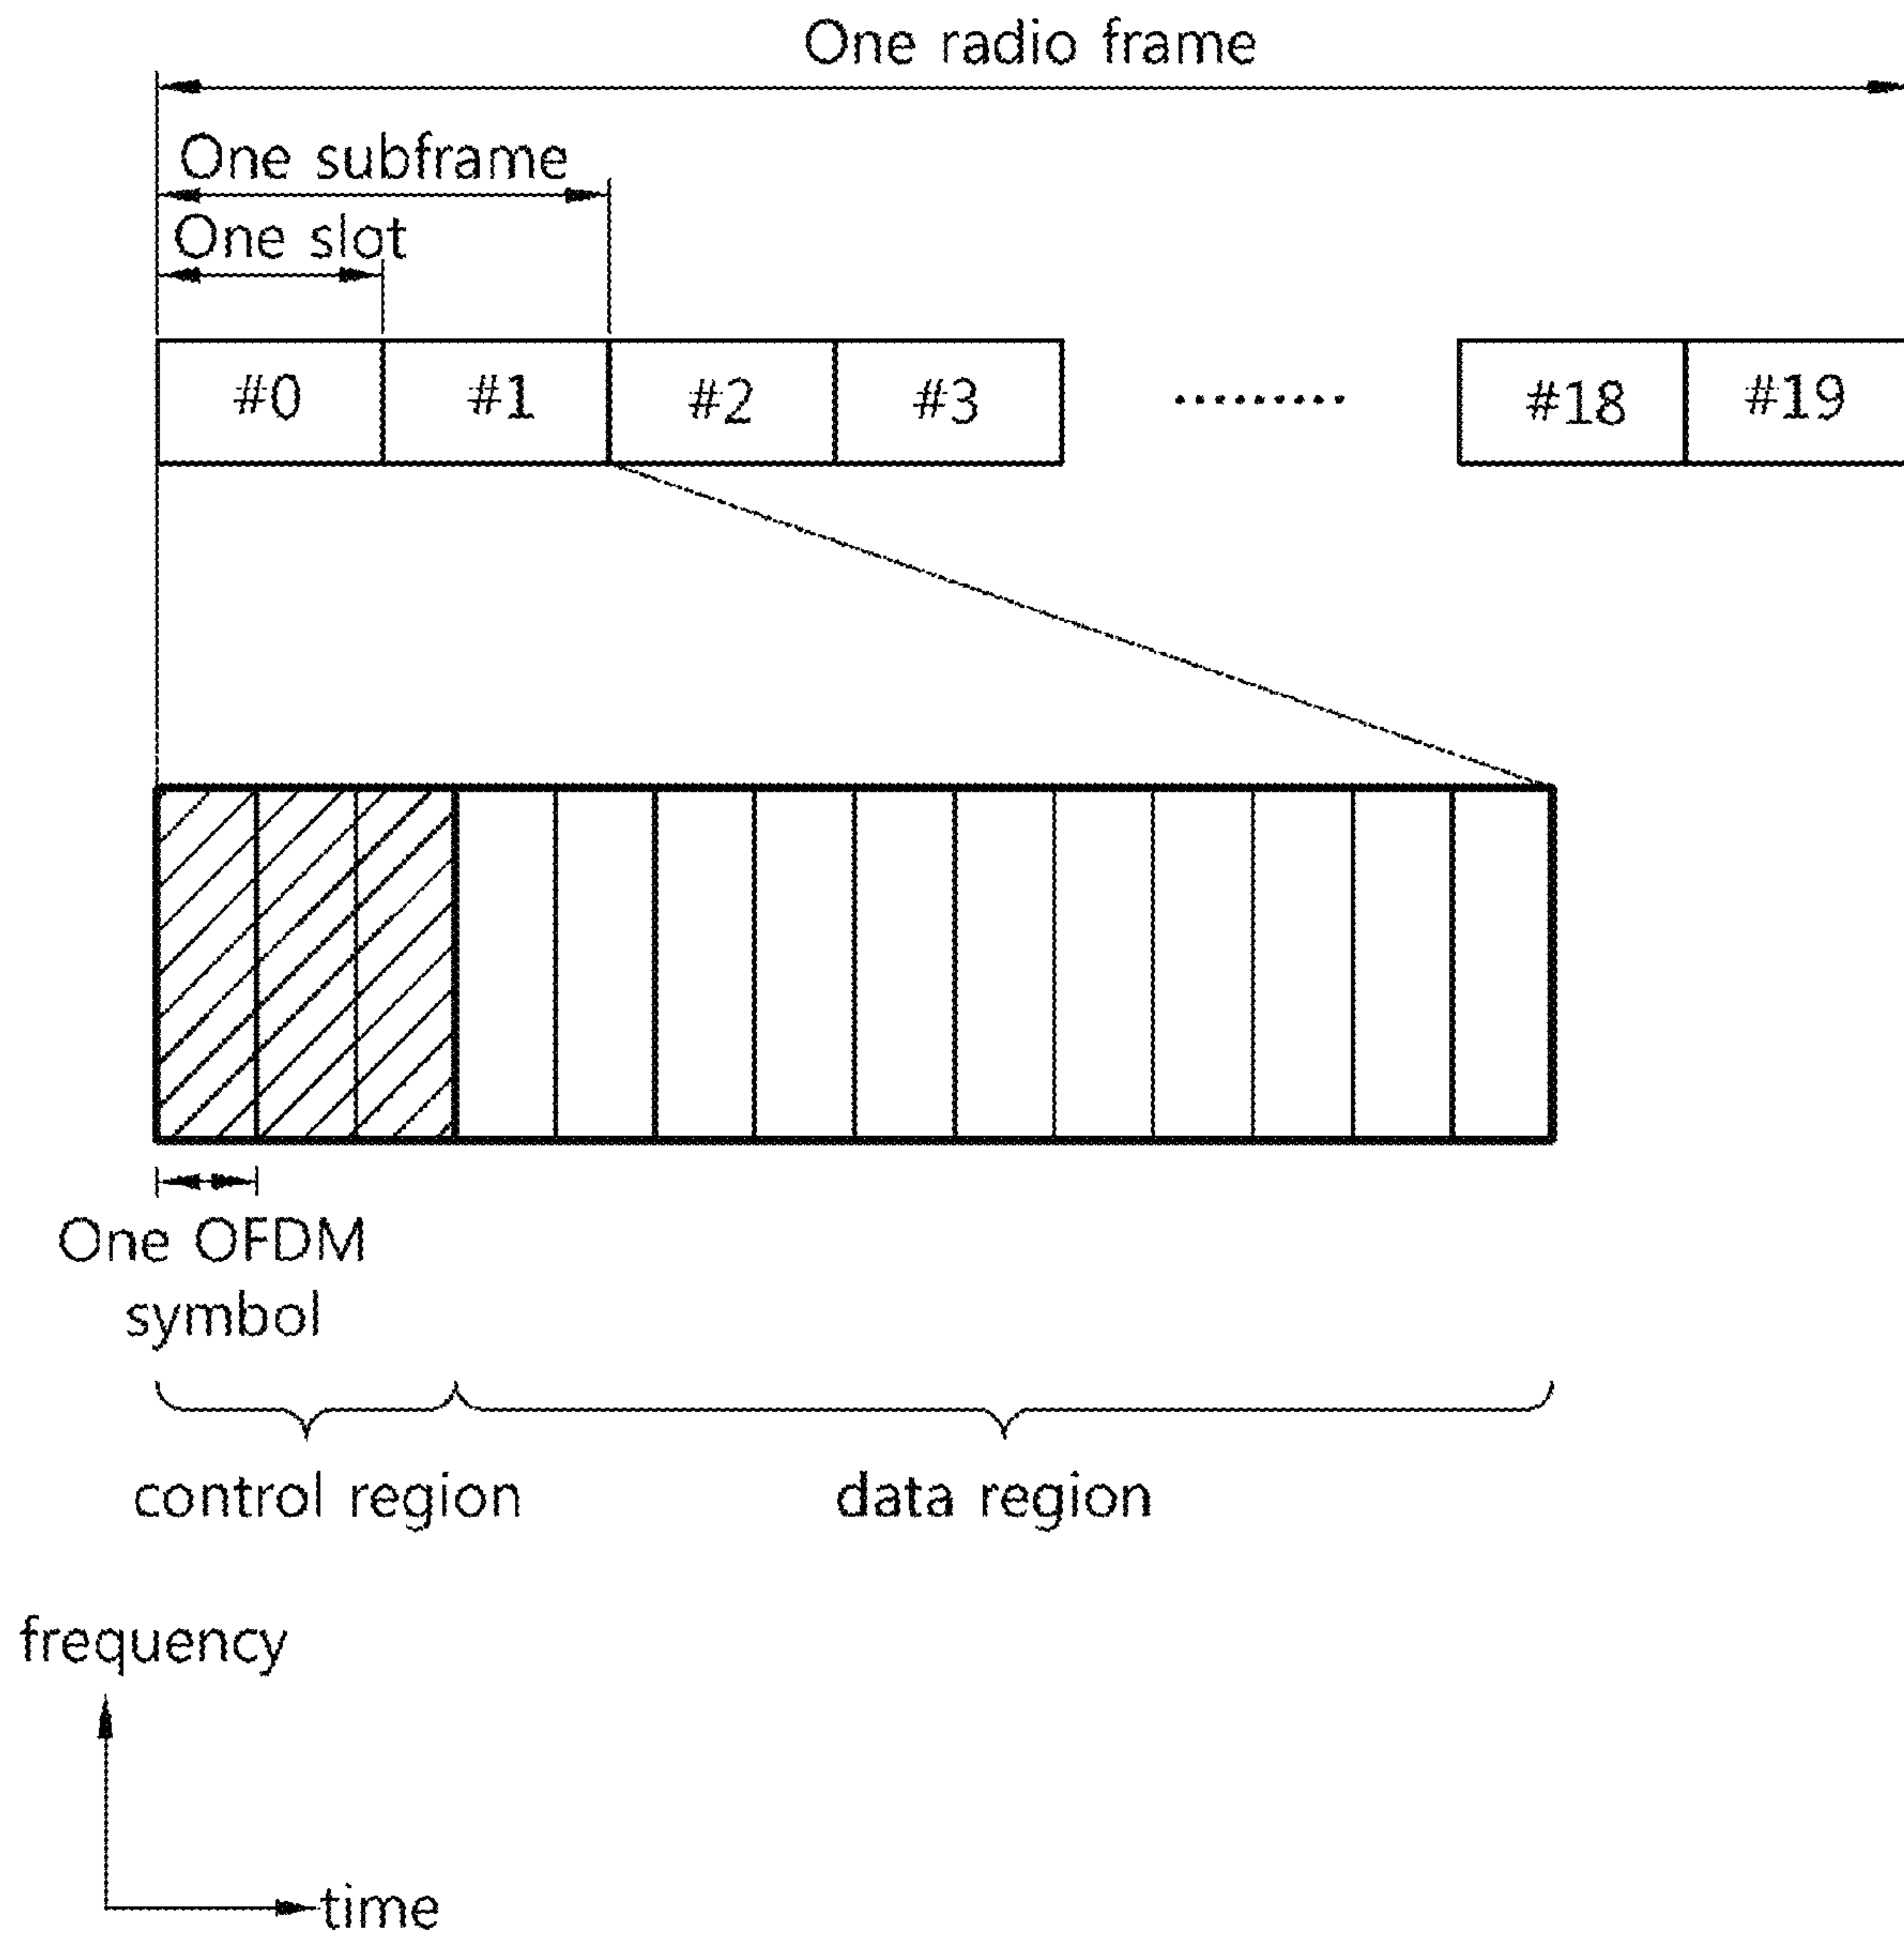 One radio frame
One subframe
One slot
#0 #1 #2 #3 ········· #18 #19
One OFDM
symbol
control region data region
frequency
time